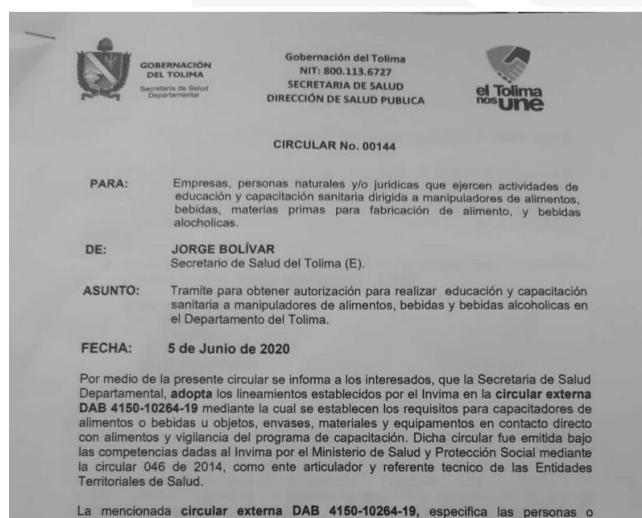 GOBERNACIÓN
DEL TOLIMA
Secretaria de Salud
Departamental
Gobernación del Tolima
NIT: 800.113.6727
SECRETARIA DE SALUD
DIRECCIÓN DE SALUD PUBLICA
el Tolima
nos une
CIRCULAR No. 00144
PARA: Empresas, personas naturales y/o juridicas que ejercen actividades de
educación y capacitación sanitaria dirigida a manipuladores de alimentos,
bebidas, materias primas para fabricación de alimento, y bebidas
alocholicas.
DE: JORGE BOLÍVAR
Secretario de Salud del Tolima (E).
ASUNTO: Tramite para obtener autorización para realizar educación y capacitación
sanitaria a manipuladores de alimentos, bebidas y bebidas alcoholicas en
el Departamento del Tolima.
FECHA: 5 de Junio de 2020
Por medio de la presente circular se informa a los interesados, que la Secretaria de Salud
Departamental, adopta los lineamientos establecidos por el Invima en la circular externa
DAB 4150-10264-19 mediante la cual se establecen los requisitos para capacitadores de
alimentos o bebidas u objetos, envases, materiales y equipamentos en contacto directo
con alimentos y vigilancia del programa de capacitación. Dicha circular fue emitida bajo
las competencias dadas al Invima por el Ministerio de Salud y Protección Social mediante
la circular 046 de 2014, como ente articulador y referente tecnico de las Entidades
Territoriales de Salud.
La mencionada circular externa DAB 4150-10264-19, especifica las personas o